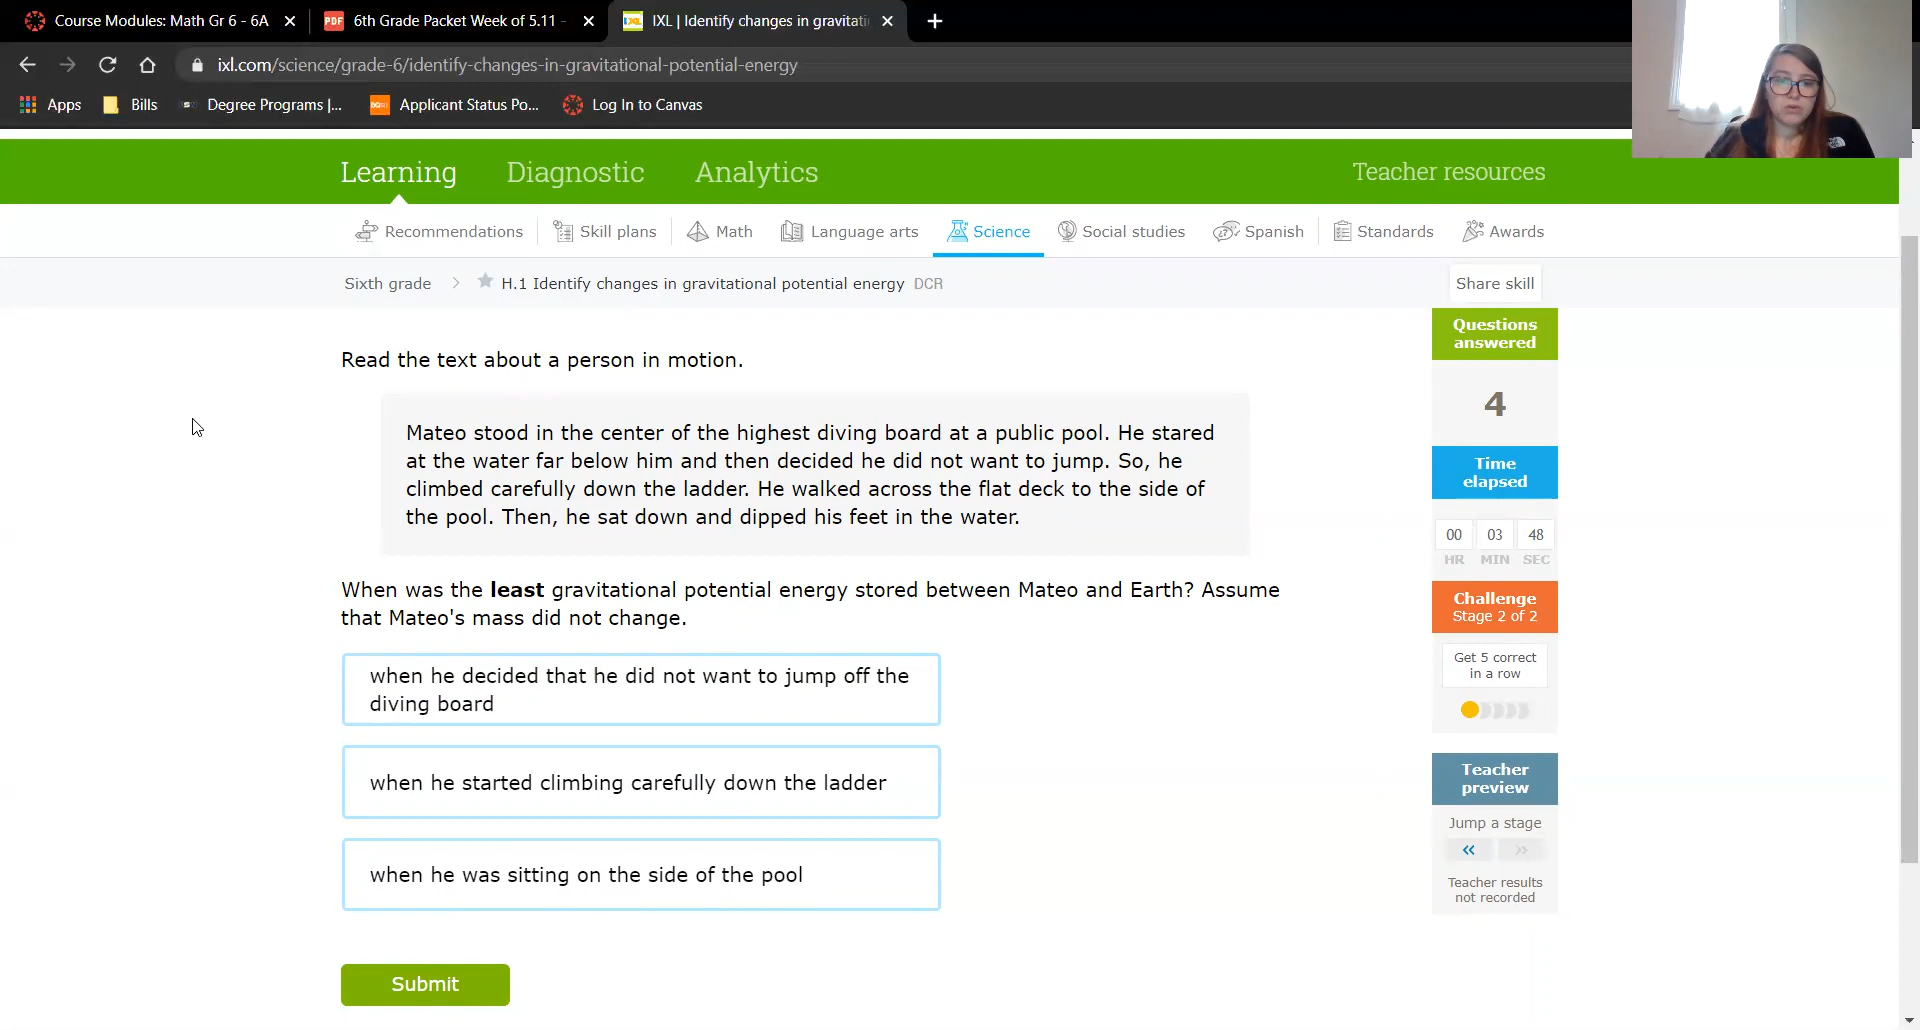 Course Modules: Math Gr 6 - 6A
PDF
6th Grade Packet Week of 5.11 -
IXL
IXL | Identify changes in gravitati
ixl.com/science/grade-6/identify-changes-in-gravitational-potential-energy
Apps
Bills
Degree Programs |...
Applicant Status Po...
Log In to Canvas
Learning
Diagnostic
Analytics
Teacher resources
Recommendations
Skill plans
Math
Language arts
Science
Social studies
Spanish
Standards
Awards
Sixth grade > H.1 Identify changes in gravitational potential energy DCR
Share skill
Read the text about a person in motion.
Mateo stood in the center of the highest diving board at a public pool. He stared
at the water far below him and then decided he did not want to jump. So, he
climbed carefully down the ladder. He walked across the flat deck to the side of
the pool. Then, he sat down and dipped his feet in the water.
When was the least gravitational potential energy stored between Mateo and Earth? Assume
that Mateo's mass did not change.
when he decided that he did not want to jump off the
diving board
when he started climbing carefully down the ladder
when he was sitting on the side of the pool
Submit
Questions
answered
4
Time
elapsed
00 03 48
HR MIN SEC
Challenge
Stage 2 of 2
Get 5 correct
in a row
Teacher
preview
Jump a stage
Teacher results
not recorded